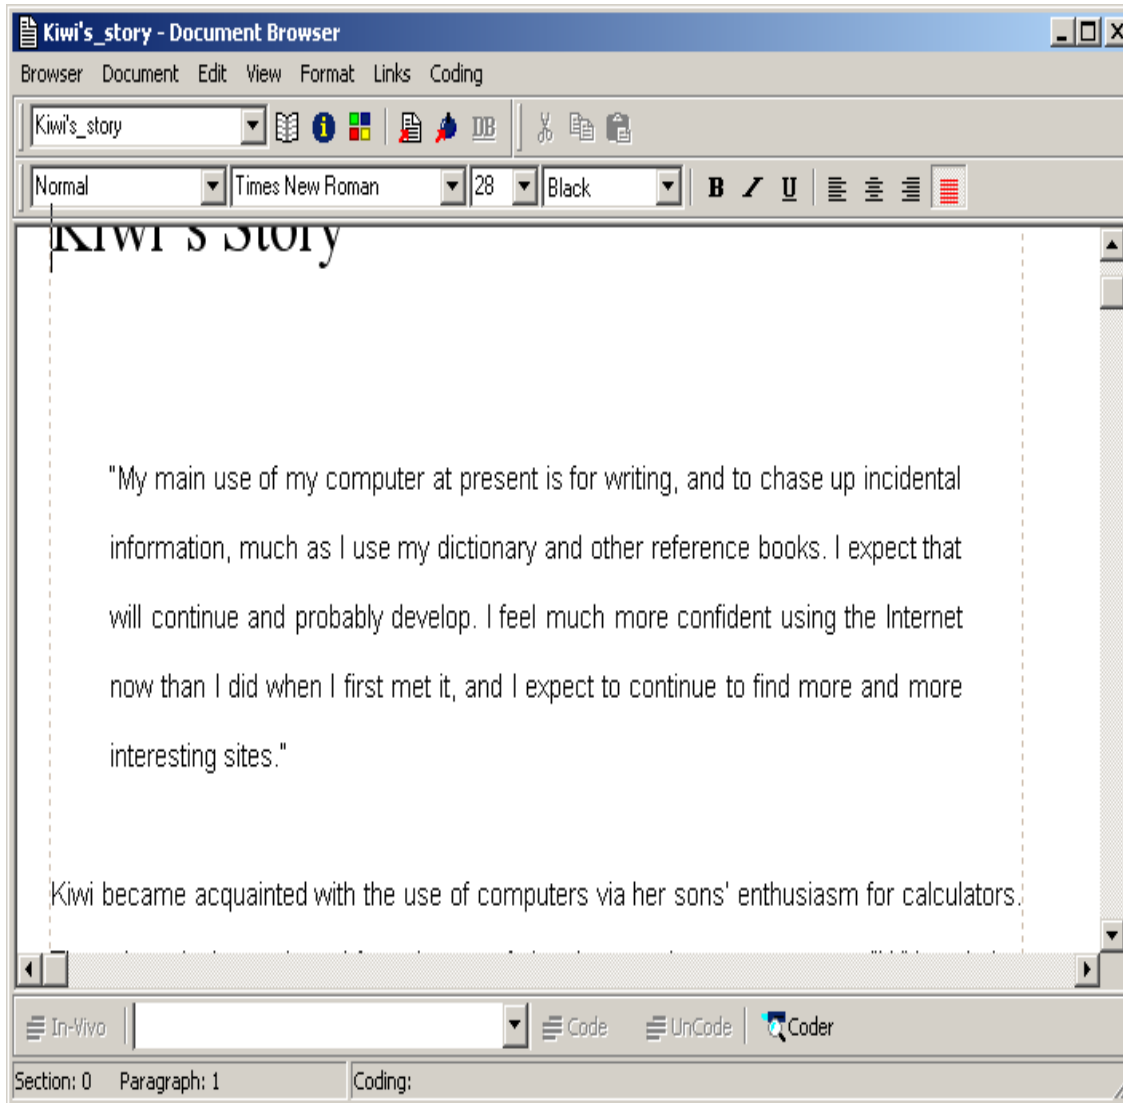 Kiwi's_story - Document Browser
Browser Document Edit View Format Links Coding
Kiwi's_story DB
Normal Times New Roman 28 Black B I U
Kiwi's Story
"My main use of my computer at present is for writing, and to chase up incidental
information, much as I use my dictionary and other reference books. I expect that
will continue and probably develop. I feel much more confident using the Internet
now than I did when I first met it, and I expect to continue to find more and more
interesting sites."
Kiwi became acquainted with the use of computers via her sons' enthusiasm for calculators.
In-Vivo Code UnCode Coder
Section: 0 Paragraph: 1 Coding: